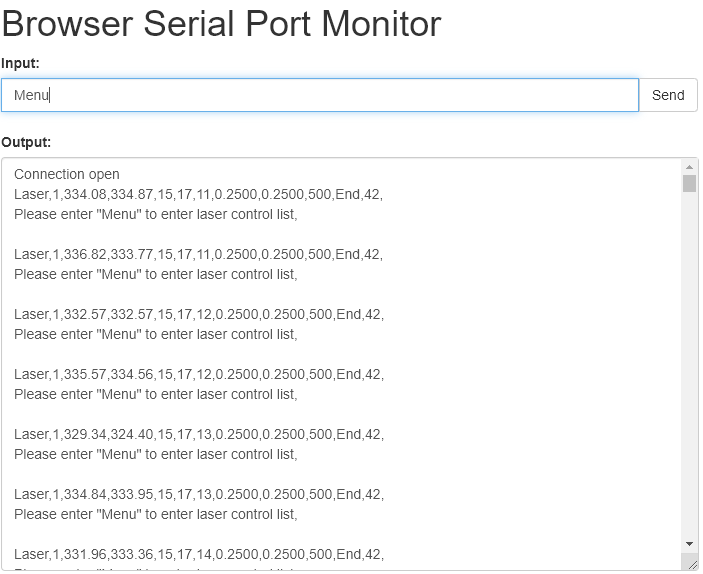 Browser Serial Port Monitor
Input:
Menu
Send
Output:
Connection open
Laser,1,334.08,334.87,15,17,11,0.2500,0.2500,500,End,42,
Please enter "Menu" to enter laser control list,
Laser,1,336.82,333.77,15,17,11,0.2500,0.2500,500,End,42,
Please enter "Menu" to enter laser control list,
Laser,1,332.57,332.57,15,17,12,0.2500,0.2500,500,End,42,
Please enter "Menu" to enter laser control list,
Laser,1,335.57,334.56,15,17,12,0.2500,0.2500,500,End,42,
Please enter "Menu" to enter laser control list,
Laser,1,329.34,324.40,15,17,13,0.2500,0.2500,500,End,42,
Please enter "Menu" to enter laser control list,
Laser,1,334.84,333.95,15,17,13,0.2500,0.2500,500,End,42,
Please enter "Menu" to enter laser control list,
Laser,1,331.96,333.36,15,17,14,0.2500,0.2500,500,End,42,